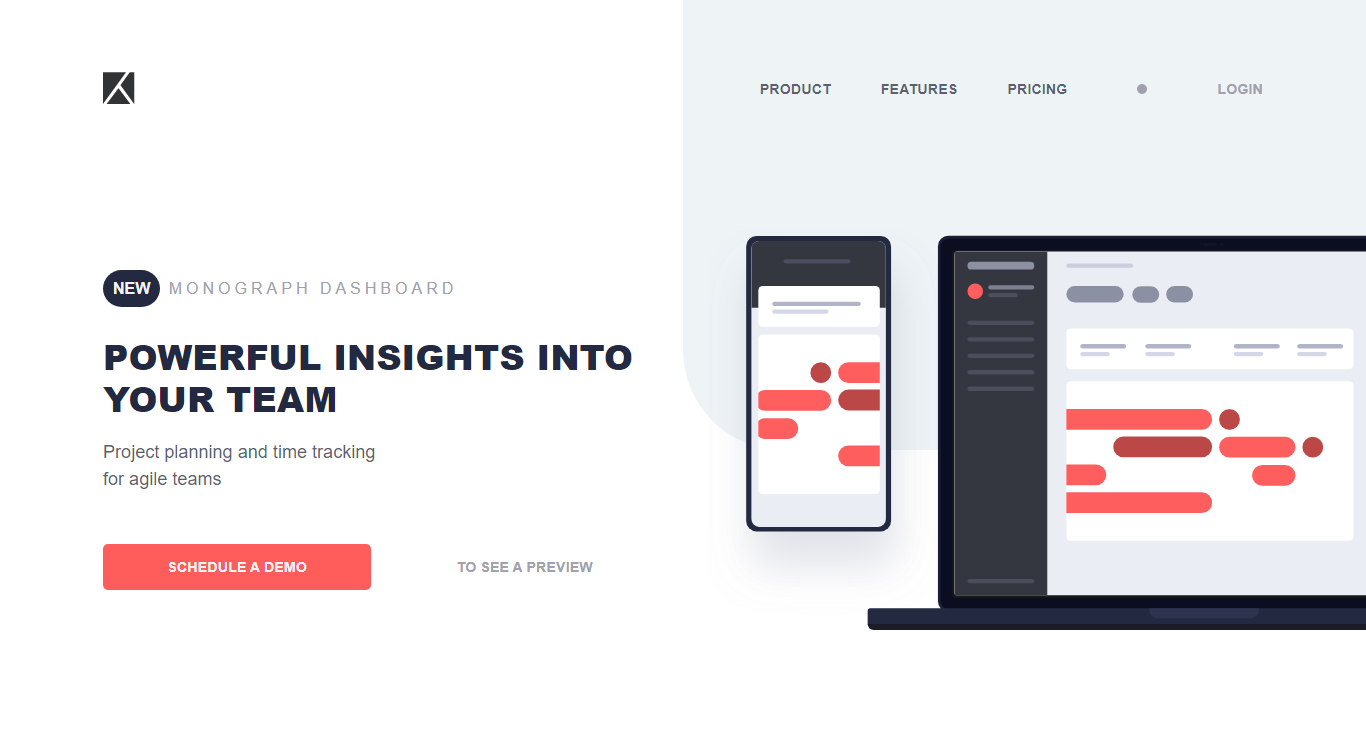 PRODUCT FEATURES PRICING LOGIN
NEW MONOGRAPH DASHBOARD
POWERFUL INSIGHTS INTO
YOUR TEAM
Project planning and time tracking
for agile teams
SCHEDULE A DEMO TO SEE A PREVIEW